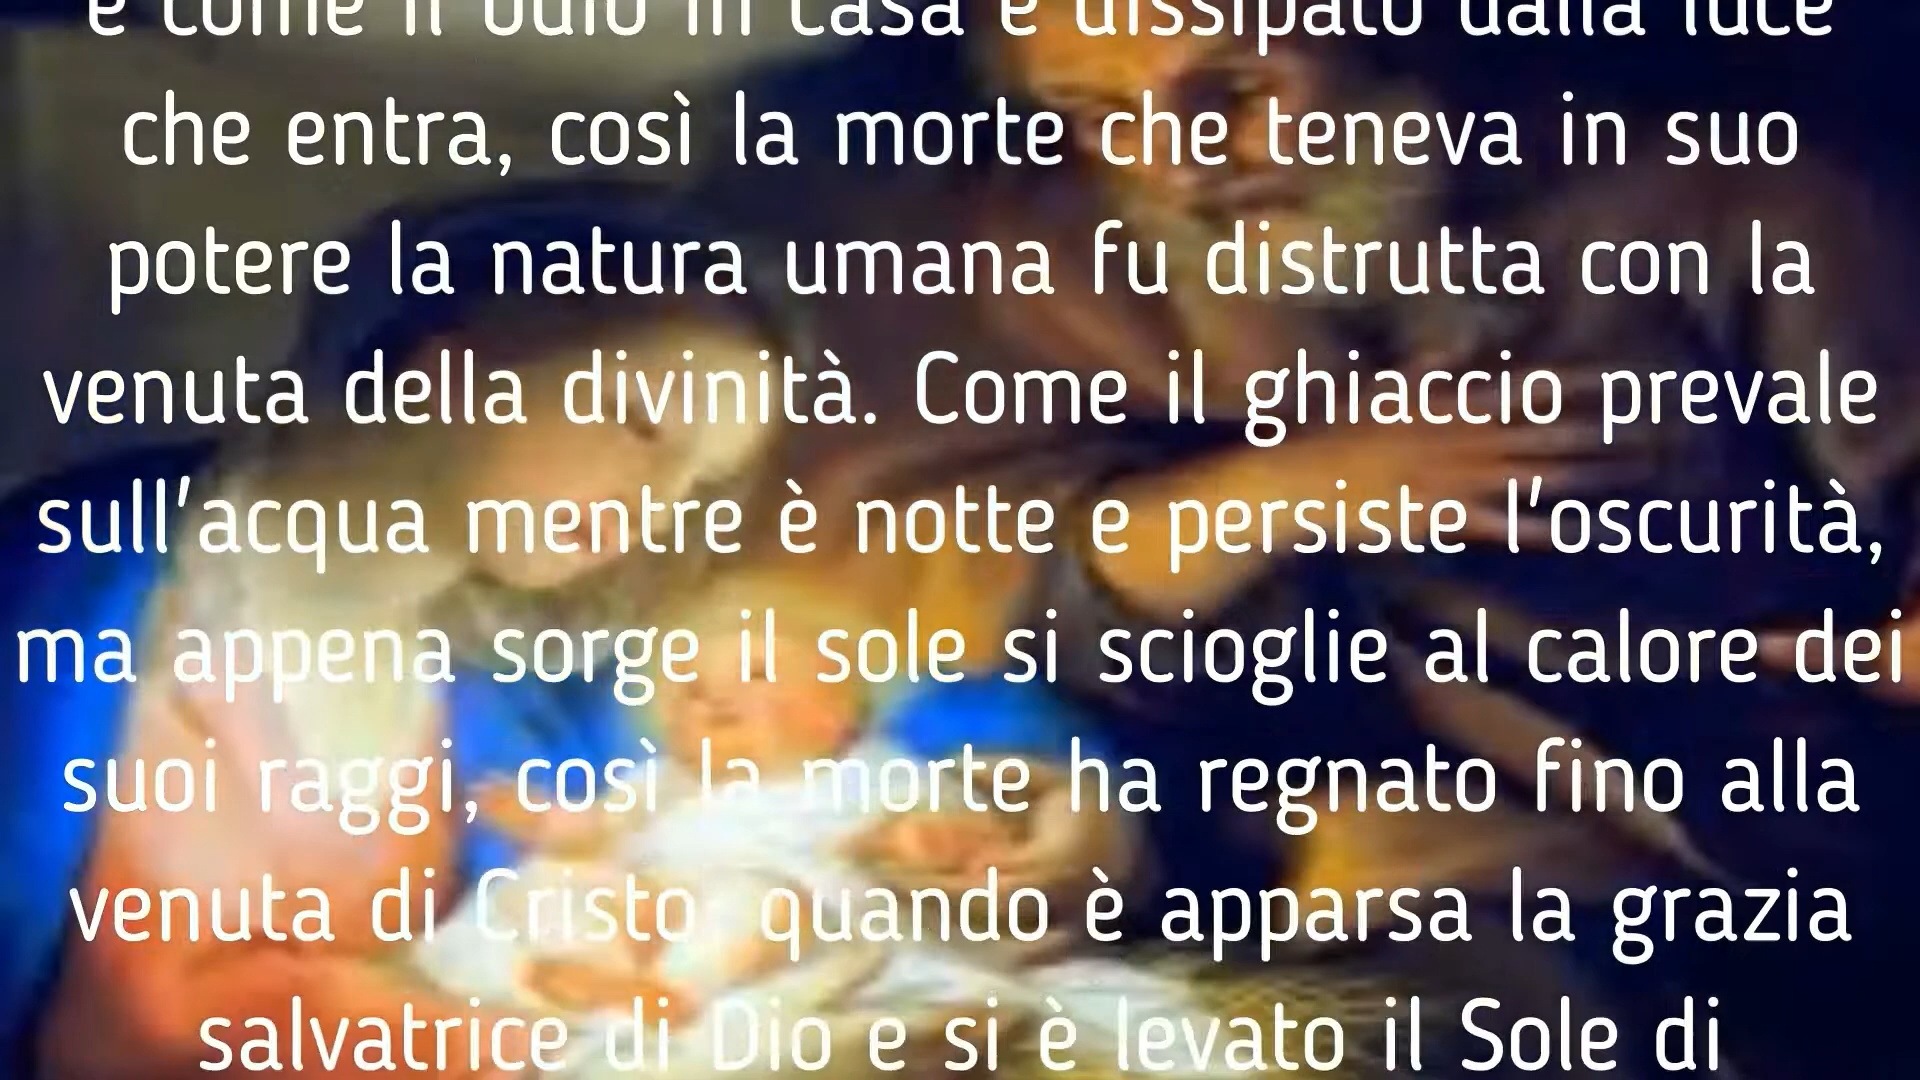 e come il buio in casa è dissipato dalla luce
che entra, così la morte che teneva in suo
potere la natura umana fu distrutta con la
venuta della divinità. Come il ghiaccio prevale
sull'acqua mentre è notte e persiste l'oscurità,
ma appena sorge il sole si scioglie al calore dei
suoi raggi, così la morte ha regnato fino alla
venuta di Cristo, quando è apparsa la grazia
salvatrice di Dio e si è levato il Sole di